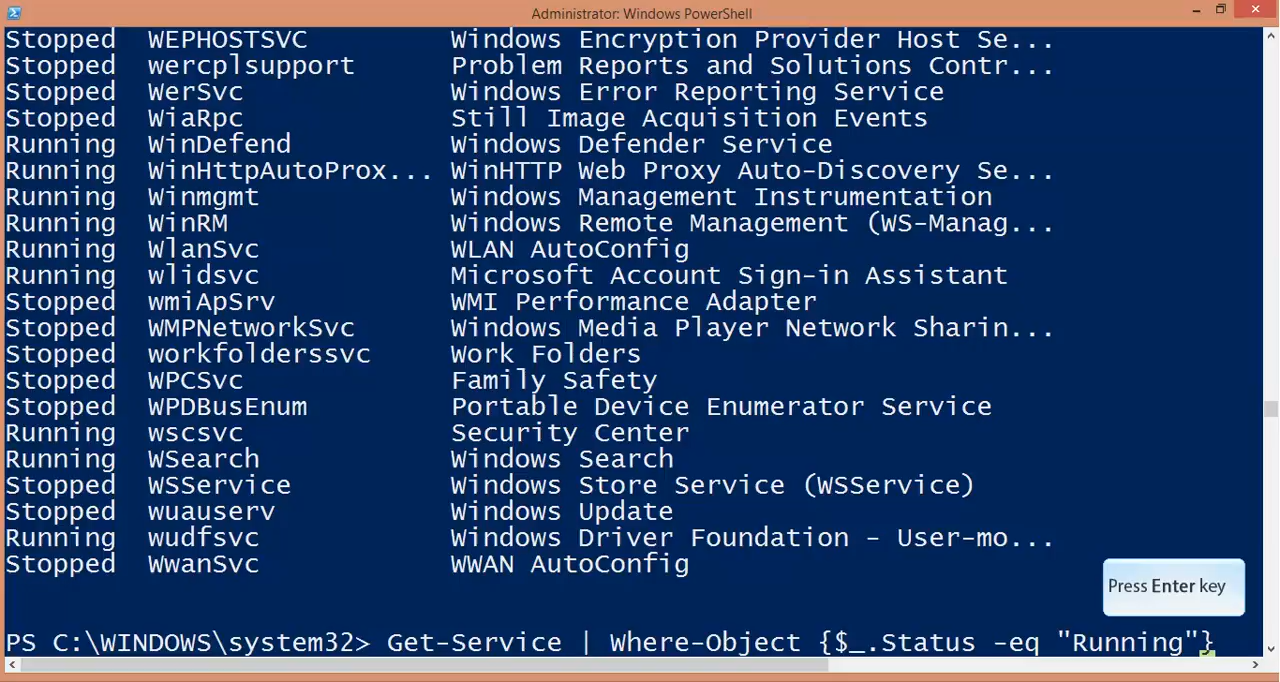 Administrator: Windows PowerShell
Stopped  WEPHOSTSVC         Windows Encryption Provider Host Se...
Stopped  wercplsupport      Problem Reports and Solutions Contr...
Stopped  WerSvc             Windows Error Reporting Service
Stopped  WiaRpc             Still Image Acquisition Events
Running  WinDefend          Windows Defender Service
Running  WinHttpAutoProx... WinHTTP Web Proxy Auto-Discovery Se...
Running  Winmgmt            Windows Management Instrumentation
Running  WinRM              Windows Remote Management (WS-Manag...
Running  WlanSvc            WLAN AutoConfig
Running  wlidsvc            Microsoft Account Sign-in Assistant
Stopped  wmiApSrv           WMI Performance Adapter
Stopped  WMPNetworkSvc      Windows Media Player Network Sharin...
Stopped  workfolderssvc     Work Folders
Stopped  WPCSvc             Family Safety
Stopped  WPDBusEnum         Portable Device Enumerator Service
Running  wscsvc             Security Center
Running  WSearch            Windows Search
Stopped  WSService          Windows Store Service (WSService)
Stopped  wuauserv           Windows Update
Running  wudfsvc            Windows Driver Foundation - User-mo...
Stopped  WwanSvc            WWAN AutoConfig
Press Enter key
PS C:\WINDOWS\system32> Get-Service | Where-Object {$_.Status -eq "Running"}